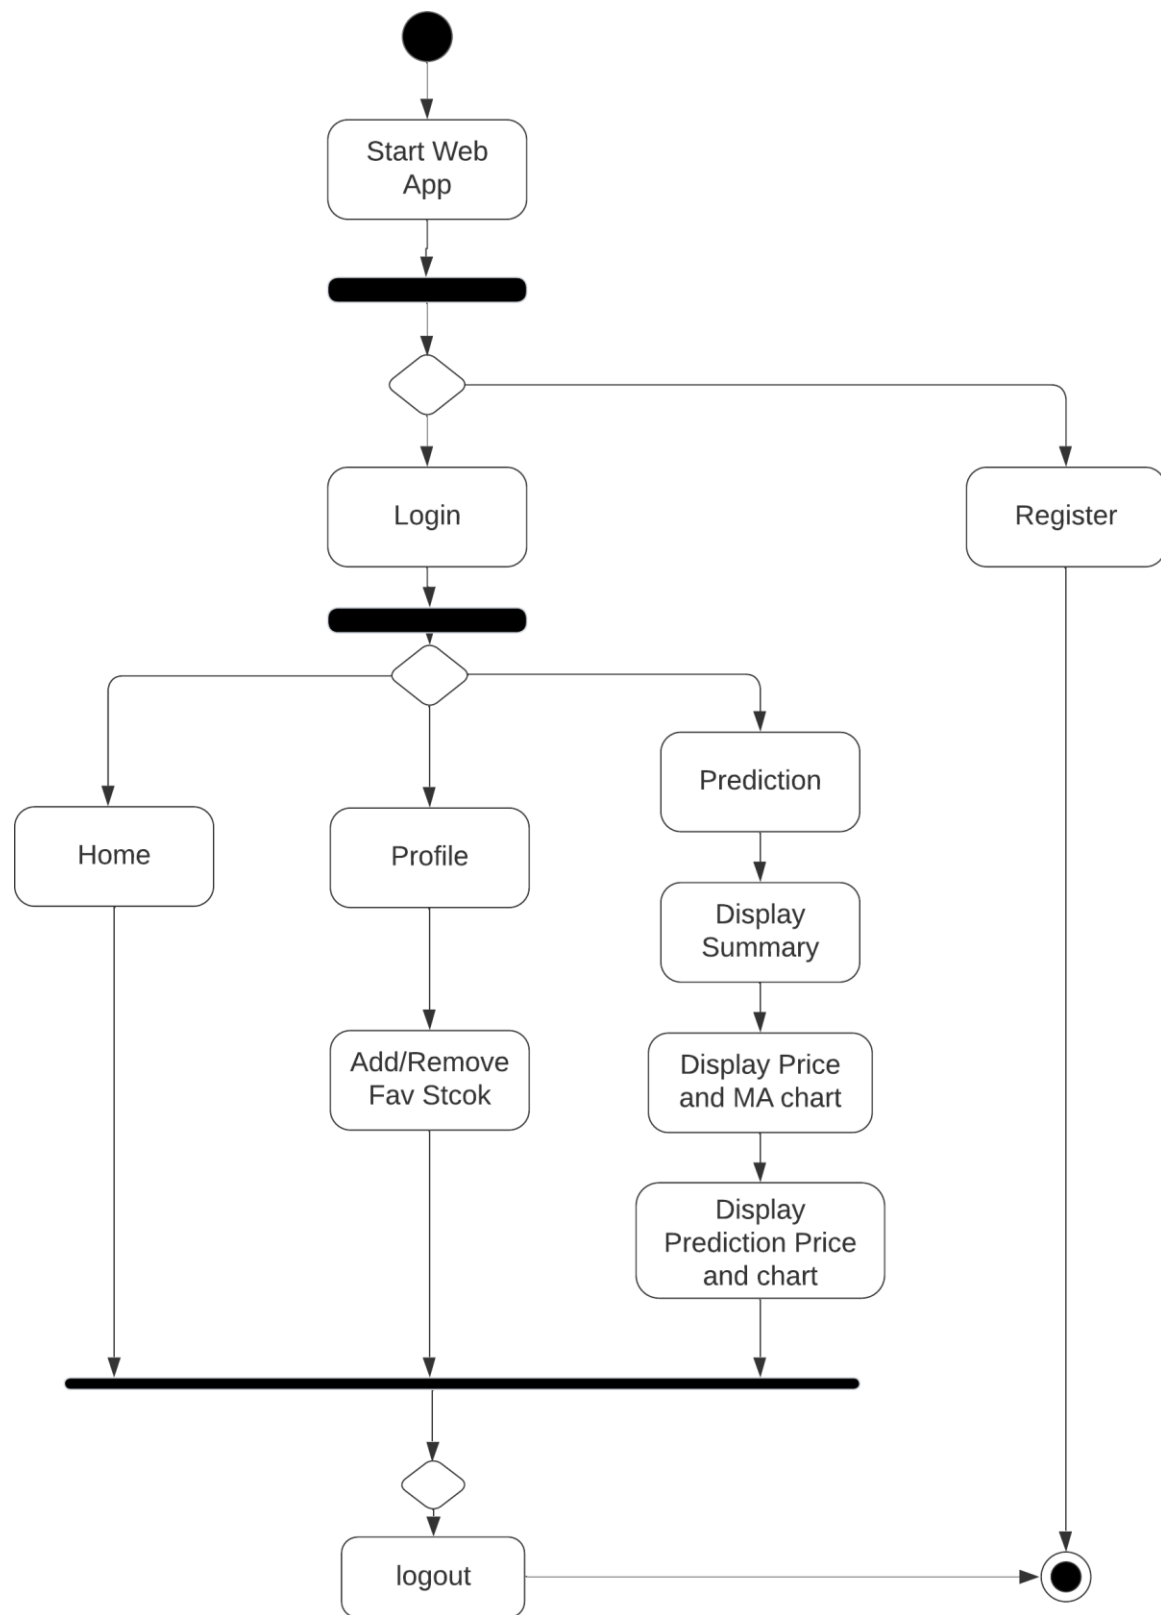 Start Web
App
Login
Register
Home
Profile
Prediction
Display
Summary
Add/Remove
Fav Stcok
Display Price
and MA chart
Display
Prediction Price
and chart
logout